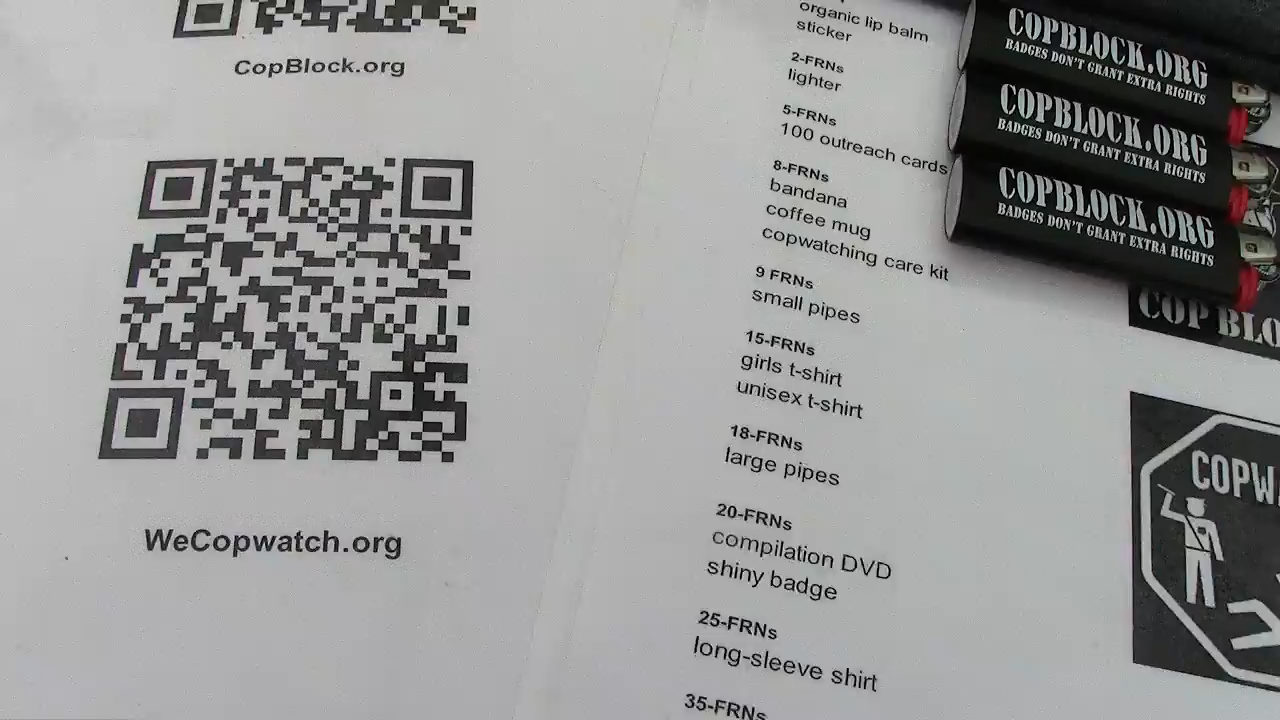 CopBlock.org
WeCopwatch.org
organic lip balm
sticker
2-FRNs
lighter
5-FRNs
100 outreach cards
8-FRNs
bandana
coffee mug
copwatching care kit
9 FRNs
small pipes
15-FRNs
girls t-shirt
unisex t-shirt
18-FRNs
large pipes
20-FRNs
compilation DVD
shiny badge
25-FRNs
long-sleeve shirt
35-FRNs
COPBLOCK.ORG
BADGES DON'T GRANT EXTRA RIGHTS
COPBLOCK.ORG
BADGES DON'T GRANT EXTRA RIGHTS
COPBLOCK.ORG
BADGES DON'T GRANT EXTRA RIGHTS
COP BLO
COPW